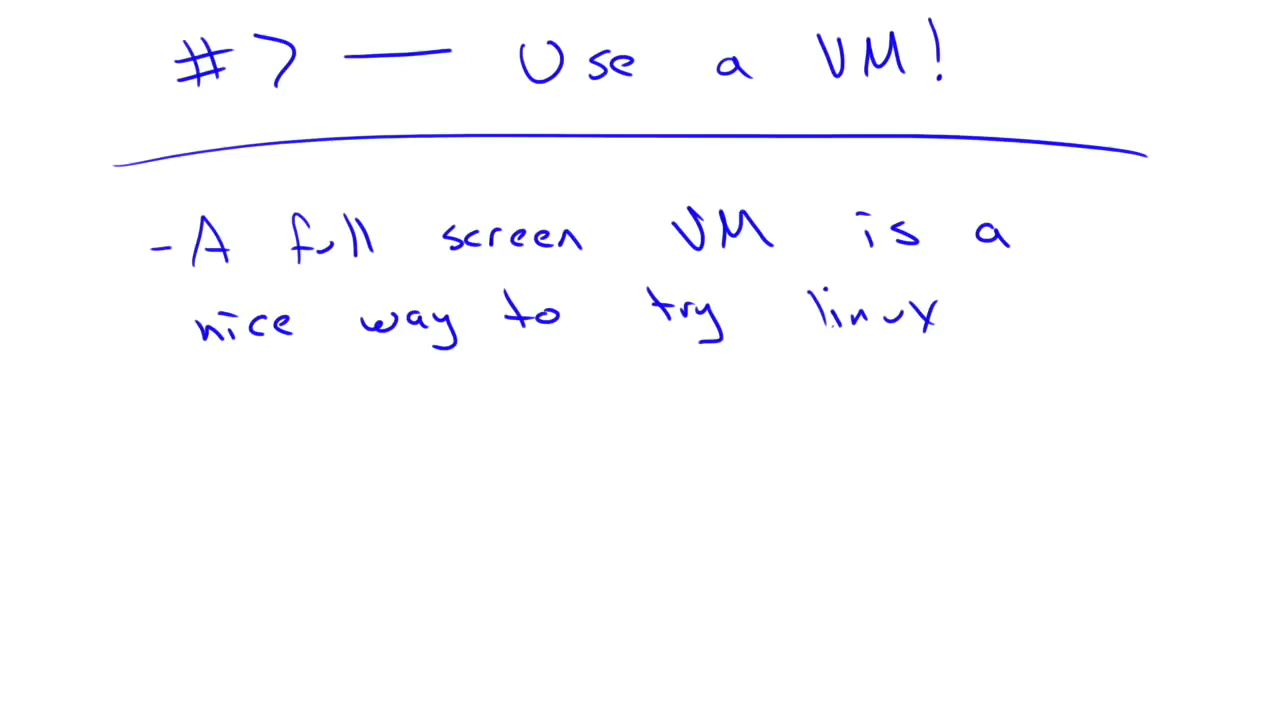 #7 — Use a VM!
- A full screen VM is a
nice way to try linux